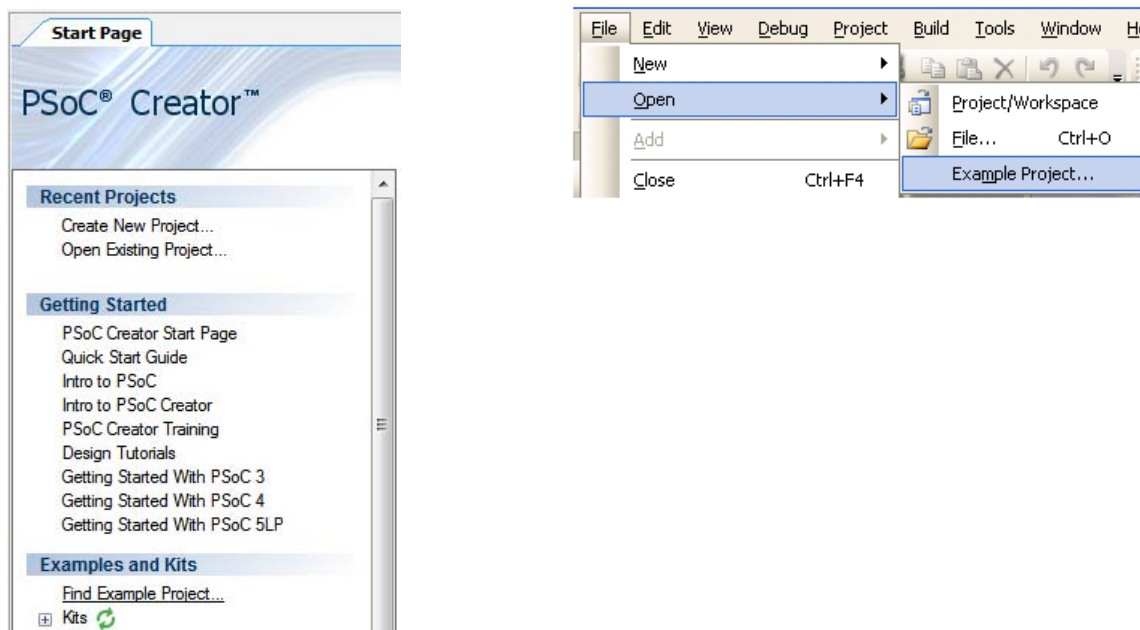 Start Page
PSoC® Creator™
Recent Projects
Create New Project...
Open Existing Project...
Getting Started
PSoC Creator Start Page
Quick Start Guide
Intro to PSoC
Intro to PSoC Creator
PSoC Creator Training
Design Tutorials
Getting Started With PSoC 3
Getting Started With PSoC 4
Getting Started With PSoC 5LP
Examples and Kits
Find Example Project...
Kits
File Edit View Debug Project Build Tools Window
New
Open
Project/Workspace
Add
File... Ctrl+O
Close Ctrl+F4
Example Project...